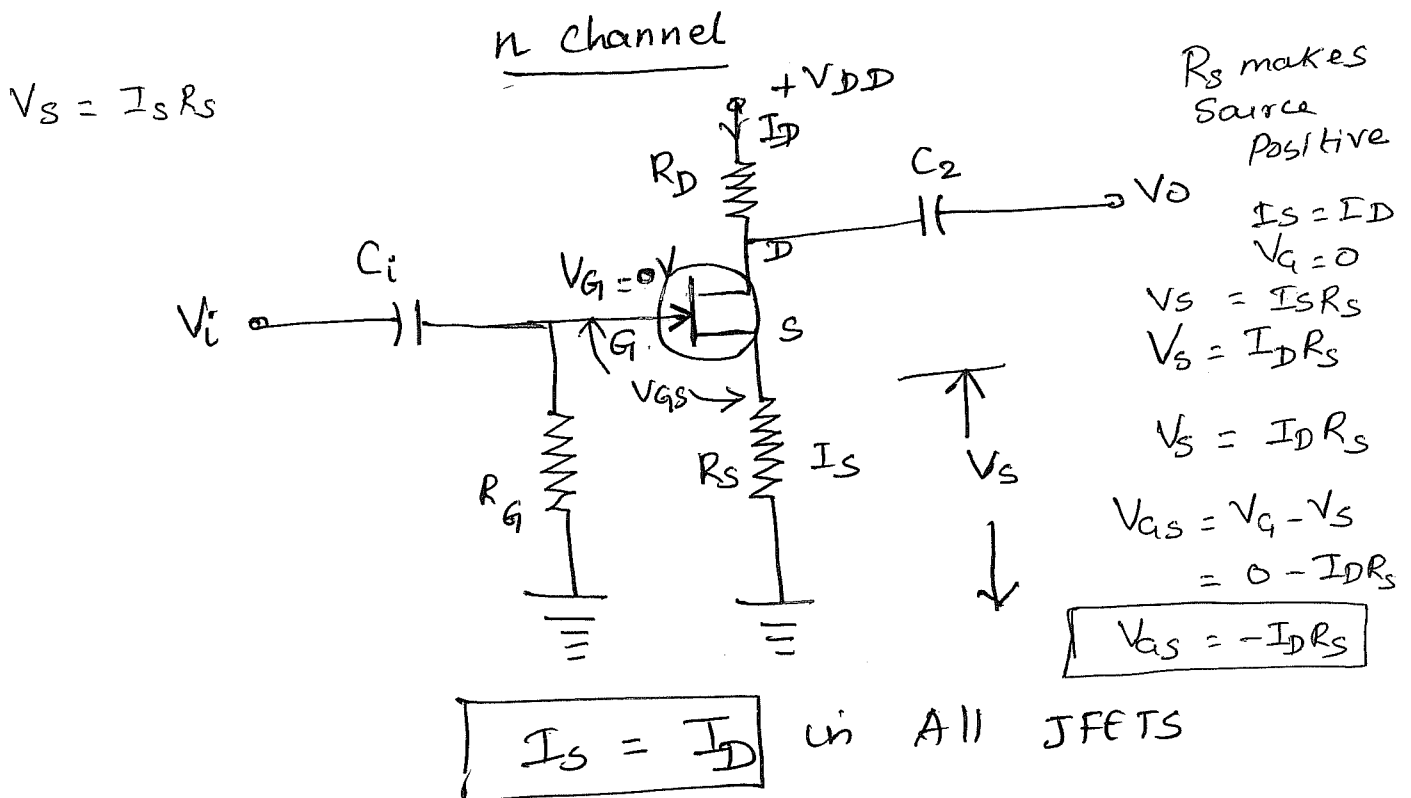 n channel
VS = ISRS
+VDD
ID
RD
C2
VO
Ci
VG = 0V
D
Vi
G
S
VGS
RG
RS
IS
VS
RS makes
Source
Positive
IS = ID
VG = 0
VS = ISRS
VS = IDRS
VS = IDRS
VGS = VG - VS
= 0 - IDRS
VGS = -IDRS
IS = ID in All JFETS